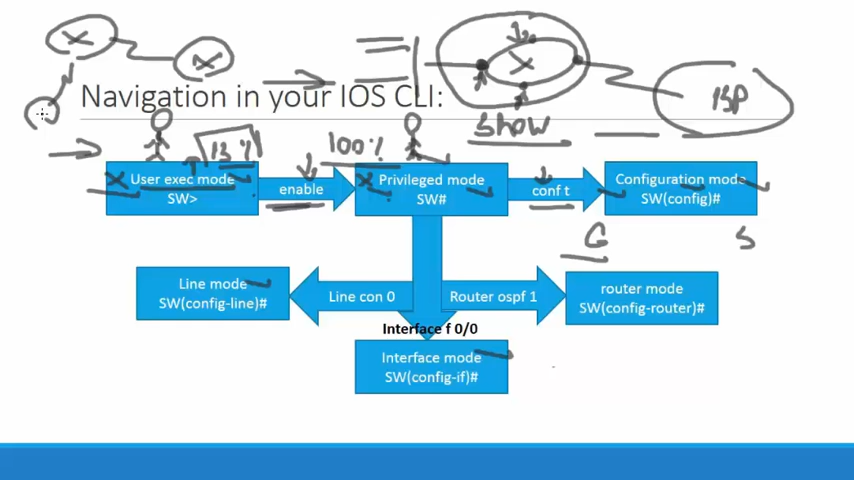 Navigation in your IOS CLI:
ISP
show
13%
100%
User exec mode
SW>
enable
Privileged mode
SW#
conf t
Configuration mode
SW(config)#
G
S
Line mode
SW(config-line)#
Line con 0
Router ospf 1
router mode
SW(config-router)#
Interface f 0/0
Interface mode
SW(config-if)#